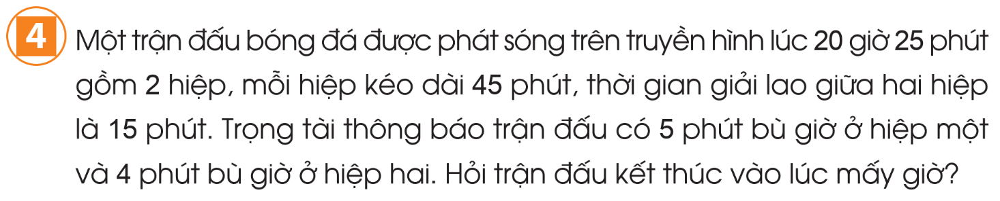 4 Một trận đấu bóng đá được phát sóng trên truyền hình lúc 20 giờ 25 phút
gồm 2 hiệp, mỗi hiệp kéo dài 45 phút, thời gian giải lao giữa hai hiệp
là 15 phút. Trọng tài thông báo trận đấu có 5 phút bù giờ ở hiệp một
và 4 phút bù giờ ở hiệp hai. Hỏi trận đấu kết thúc vào lúc mấy giờ?